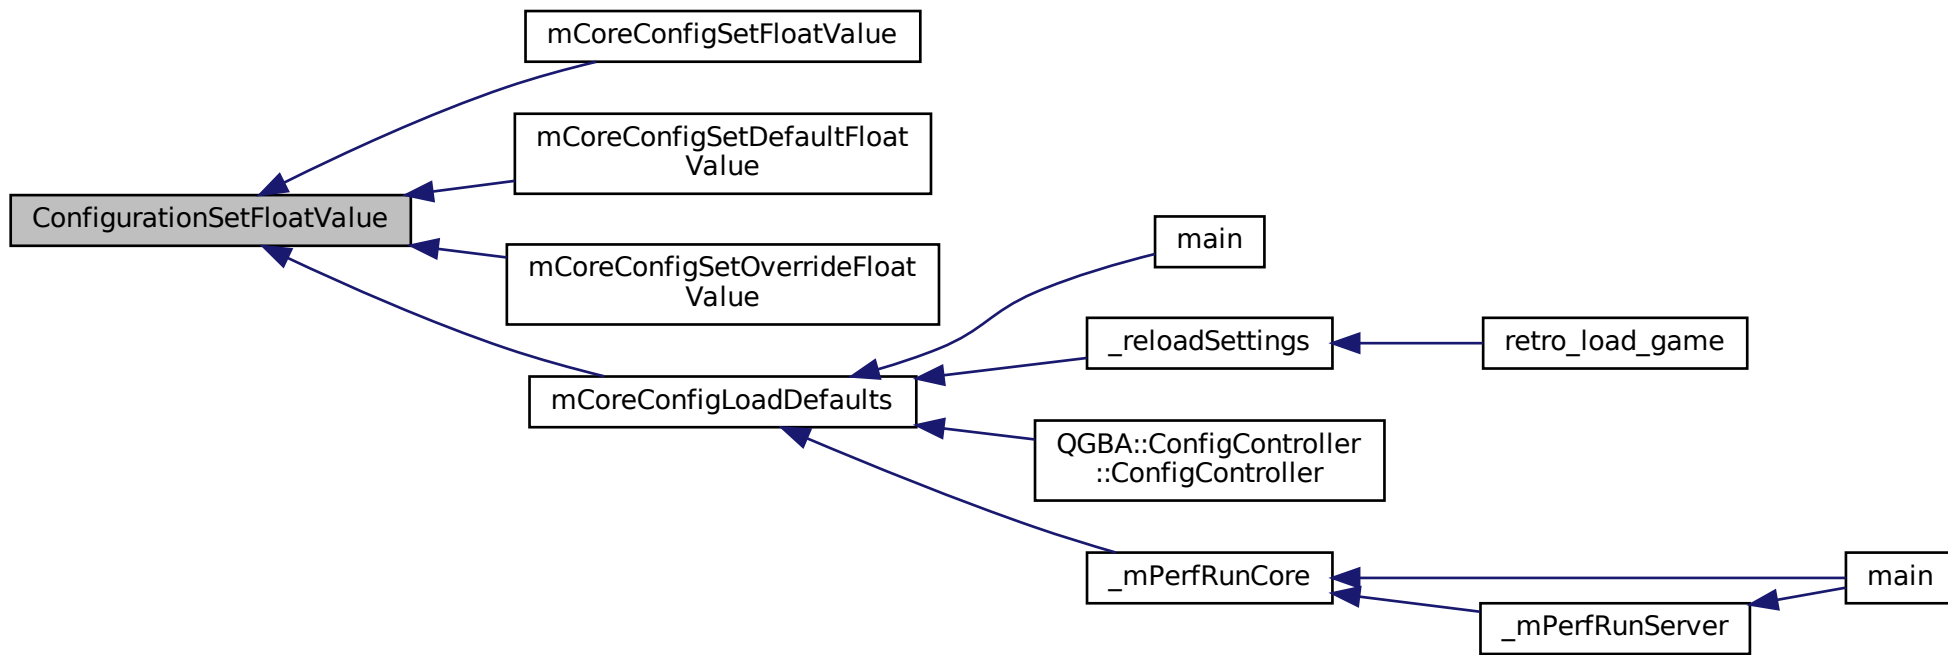 mCoreConfigSetFloatValue
mCoreConfigSetDefaultFloat
Value
ConfigurationSetFloatValue
mCoreConfigSetOverrideFloat
Value
main
_reloadSettings
retro_load_game
mCoreConfigLoadDefaults
QGBA::ConfigController
::ConfigController
_mPerfRunCore
main
_mPerfRunServer